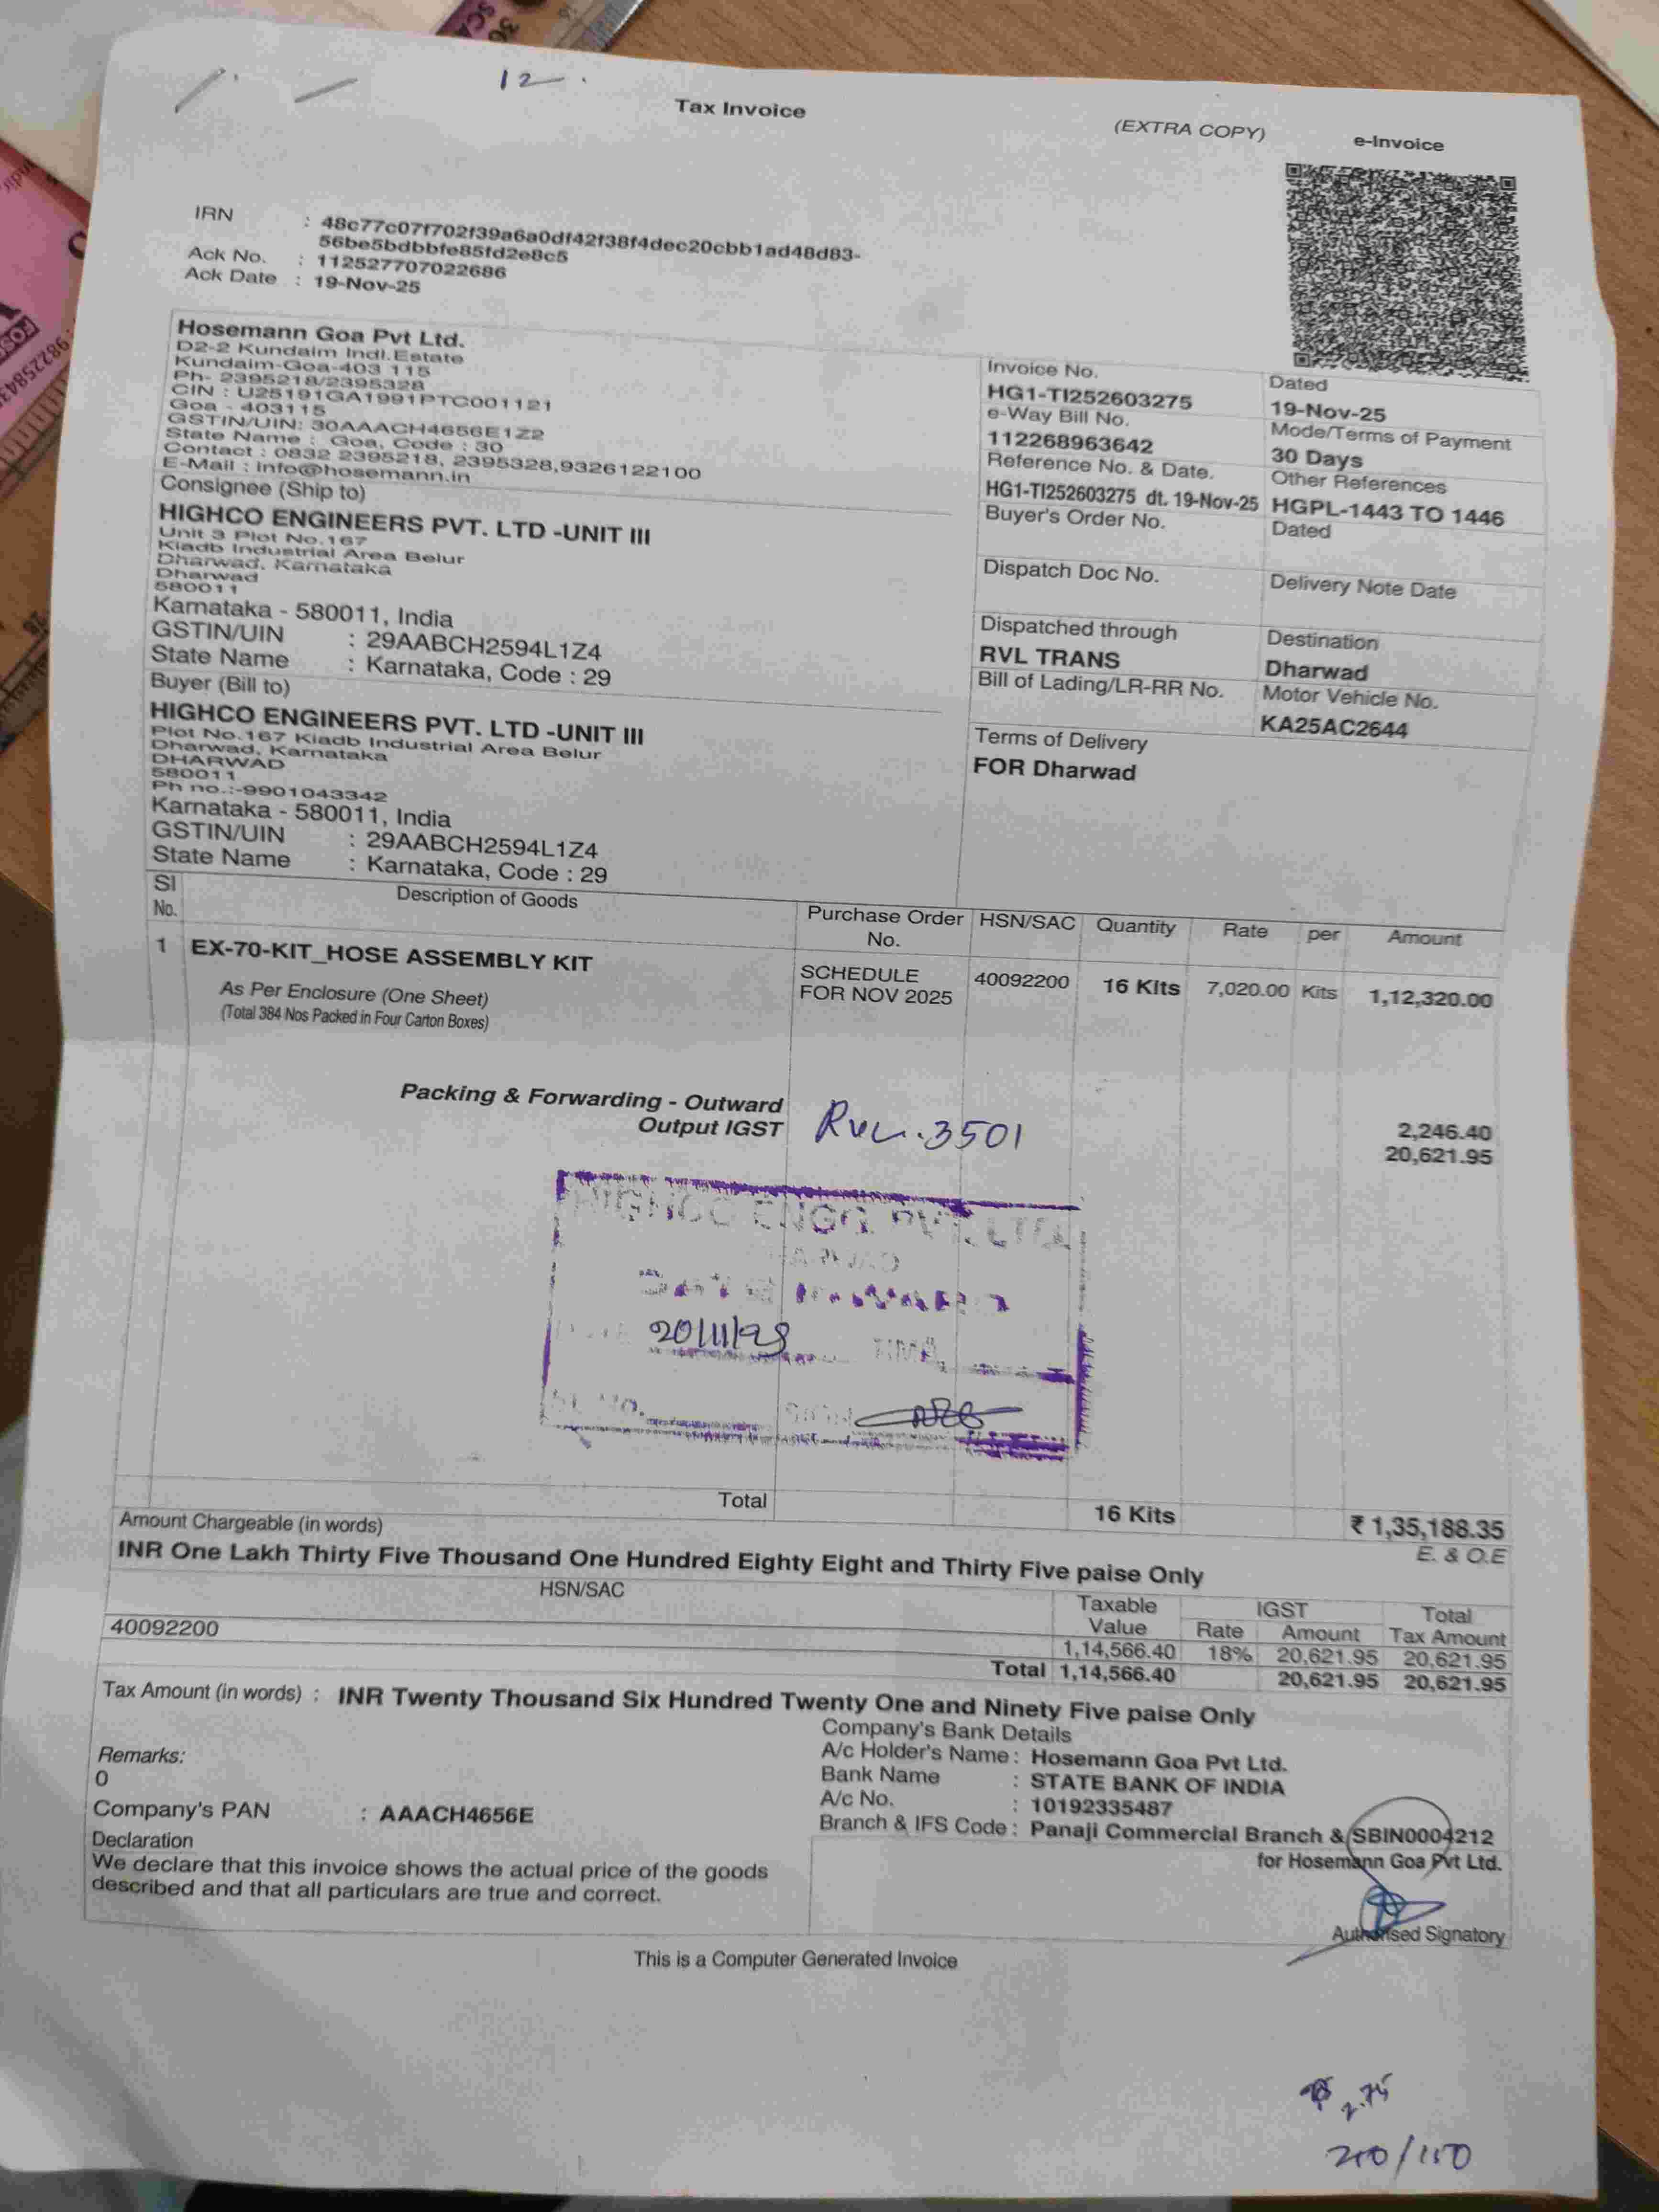 12
Tax Invoice
(EXTRA COPY)
e-Invoice
IRN : 48c77c07f702f39a6a0df42f38f4dec20cbb1ad48d83-
56be5bdbbfe85fd2e8c5
Ack No. : 112527707022686
Ack Date : 19-Nov-25
Hosemann Goa Pvt Ltd.
D2-2 Kundaim Indl.Estate
Kundaim-Goa-403 115
Ph- 2395218/2395328
CIN : U25191GA1991PTC001121
Goa - 403115
GSTIN/UIN: 30AAACH4656E1Z2
State Name : Goa, Code : 30
Contact : 0832 2395218, 2395328,9326122100
E-Mail : info@hosemann.in
Invoice No.
HG1-TI252603275
Dated
19-Nov-25
e-Way Bill No.
112268963642
Mode/Terms of Payment
30 Days
Reference No. & Date.
HG1-TI252603275 dt. 19-Nov-25
Other References
HGPL-1443 TO 1446
Buyer's Order No.
Dated
Dispatch Doc No.
Delivery Note Date
Dispatched through
RVL TRANS
Destination
Dharwad
Bill of Lading/LR-RR No.
Motor Vehicle No.
KA25AC2644
Terms of Delivery
FOR Dharwad
Consignee (Ship to)
HIGHCO ENGINEERS PVT. LTD -UNIT III
Unit 3 Plot No.167
Kiadb Industrial Area Belur
Dharwad, Karnataka
Dharwad
580011
Karnataka - 580011, India
GSTIN/UIN : 29AABCH2594L1Z4
State Name : Karnataka, Code : 29
Buyer (Bill to)
HIGHCO ENGINEERS PVT. LTD -UNIT III
Plot No.167 Kiadb Industrial Area Belur
Dharwad, Karnataka
DHARWAD
580011
Ph no.:-9901043342
Karnataka - 580011, India
GSTIN/UIN : 29AABCH2594L1Z4
State Name : Karnataka, Code : 29
Sl No. Description of Goods Purchase Order No. HSN/SAC Quantity Rate per Amount
1 EX-70-KIT_HOSE ASSEMBLY KIT SCHEDULE FOR NOV 2025 40092200 16 Kits 7,020.00 Kits 1,12,320.00
As Per Enclosure (One Sheet)
(Total 384 Nos Packed in Four Carton Boxes)
Packing & Forwarding - Outward 2,246.40
Output IGST 20,621.95
3501
HIGHCO ENGG. PVT. LTD
20/11/25
TIME
Total 16 Kits ₹ 1,35,188.35
Amount Chargeable (in words) E. & O.E
INR One Lakh Thirty Five Thousand One Hundred Eighty Eight and Thirty Five paise Only
HSN/SAC Taxable Value IGST Rate Amount Total Tax Amount
40092200 1,14,566.40 18% 20,621.95 20,621.95
Total 1,14,566.40 20,621.95 20,621.95
Tax Amount (in words) : INR Twenty Thousand Six Hundred Twenty One and Ninety Five paise Only
Company's Bank Details
A/c Holder's Name : Hosemann Goa Pvt Ltd.
Bank Name : STATE BANK OF INDIA
A/c No. : 10192335487
Branch & IFS Code : Panaji Commercial Branch & SBIN0004212
Remarks:
0
Company's PAN : AAACH4656E
Declaration
We declare that this invoice shows the actual price of the goods
described and that all particulars are true and correct.
for Hosemann Goa Pvt Ltd.
Authorised Signatory
This is a Computer Generated Invoice
2.75